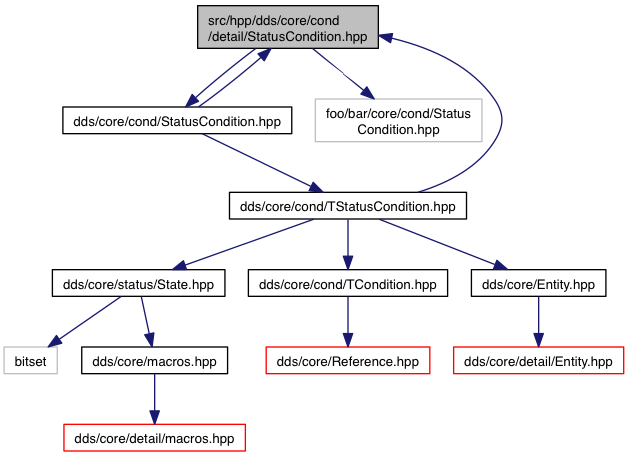 src/hpp/dds/core/cond
/detail/StatusCondition.hpp
dds/core/cond/StatusCondition.hpp
foo/bar/core/cond/Status
Condition.hpp
dds/core/cond/TStatusCondition.hpp
dds/core/status/State.hpp
dds/core/cond/TCondition.hpp
dds/core/Entity.hpp
bitset
dds/core/macros.hpp
dds/core/Reference.hpp
dds/core/detail/Entity.hpp
dds/core/detail/macros.hpp